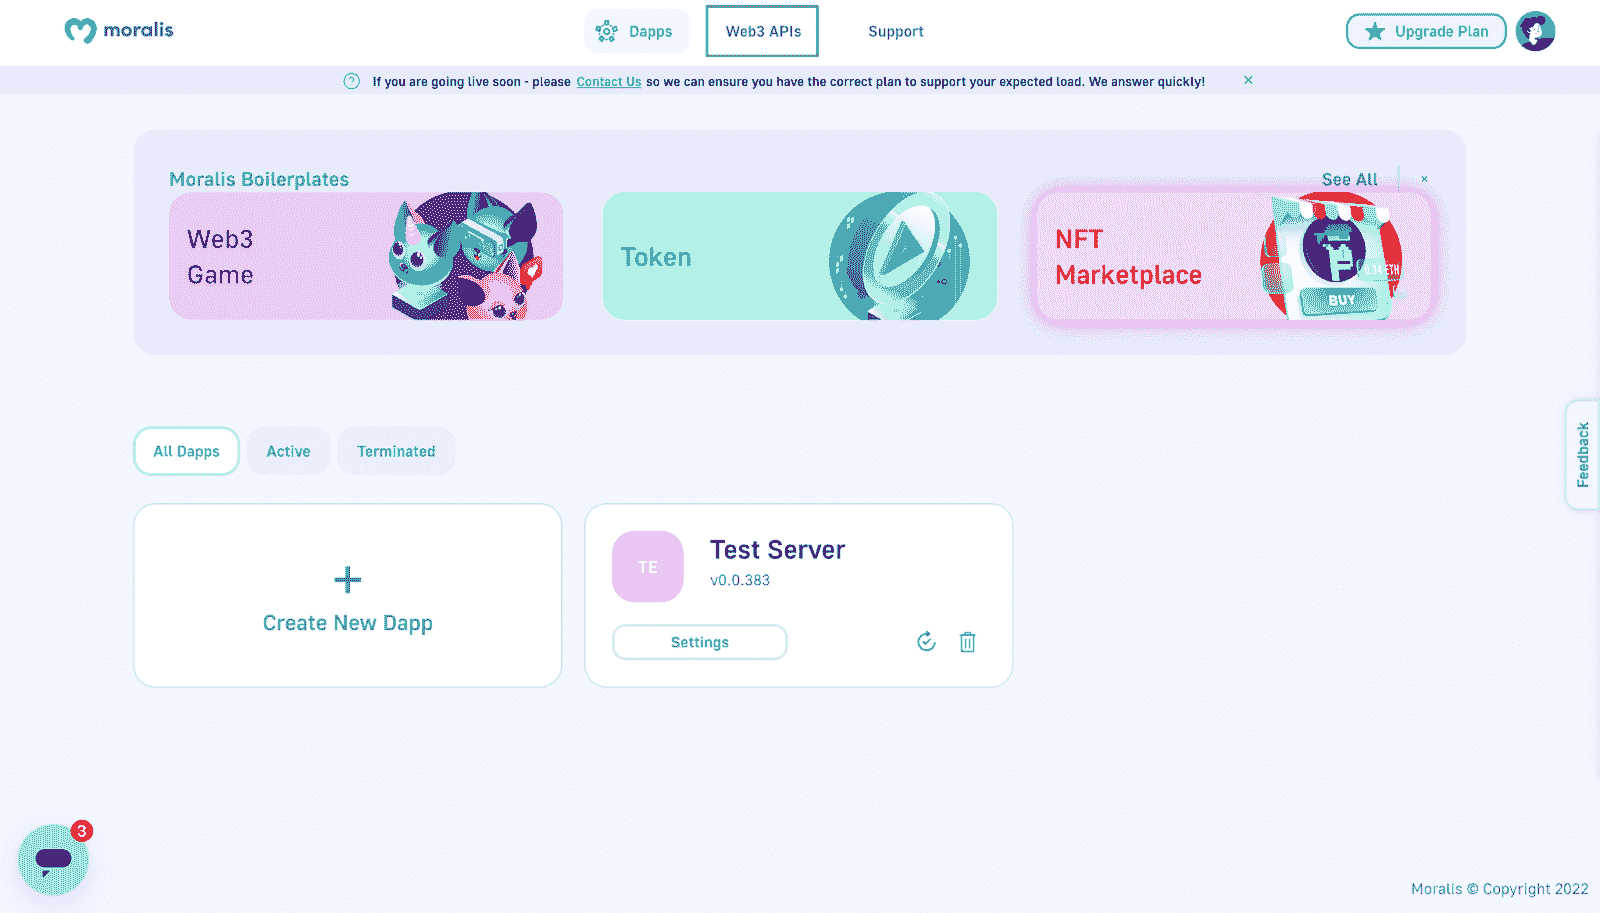 moralis
Dapps
Web3 APIs
Support
Upgrade Plan
If you are going live soon - please Contact Us so we can ensure you have the correct plan to support your expected load. We answer quickly!
Moralis Boilerplates
See All
Web3
Game
Token
NFT
Marketplace
0.34 ETH
BUY
All Dapps
Active
Terminated
Feedback
Create New Dapp
TE
Test Server
v0.0.383
Settings
3
Moralis © Copyright 2022